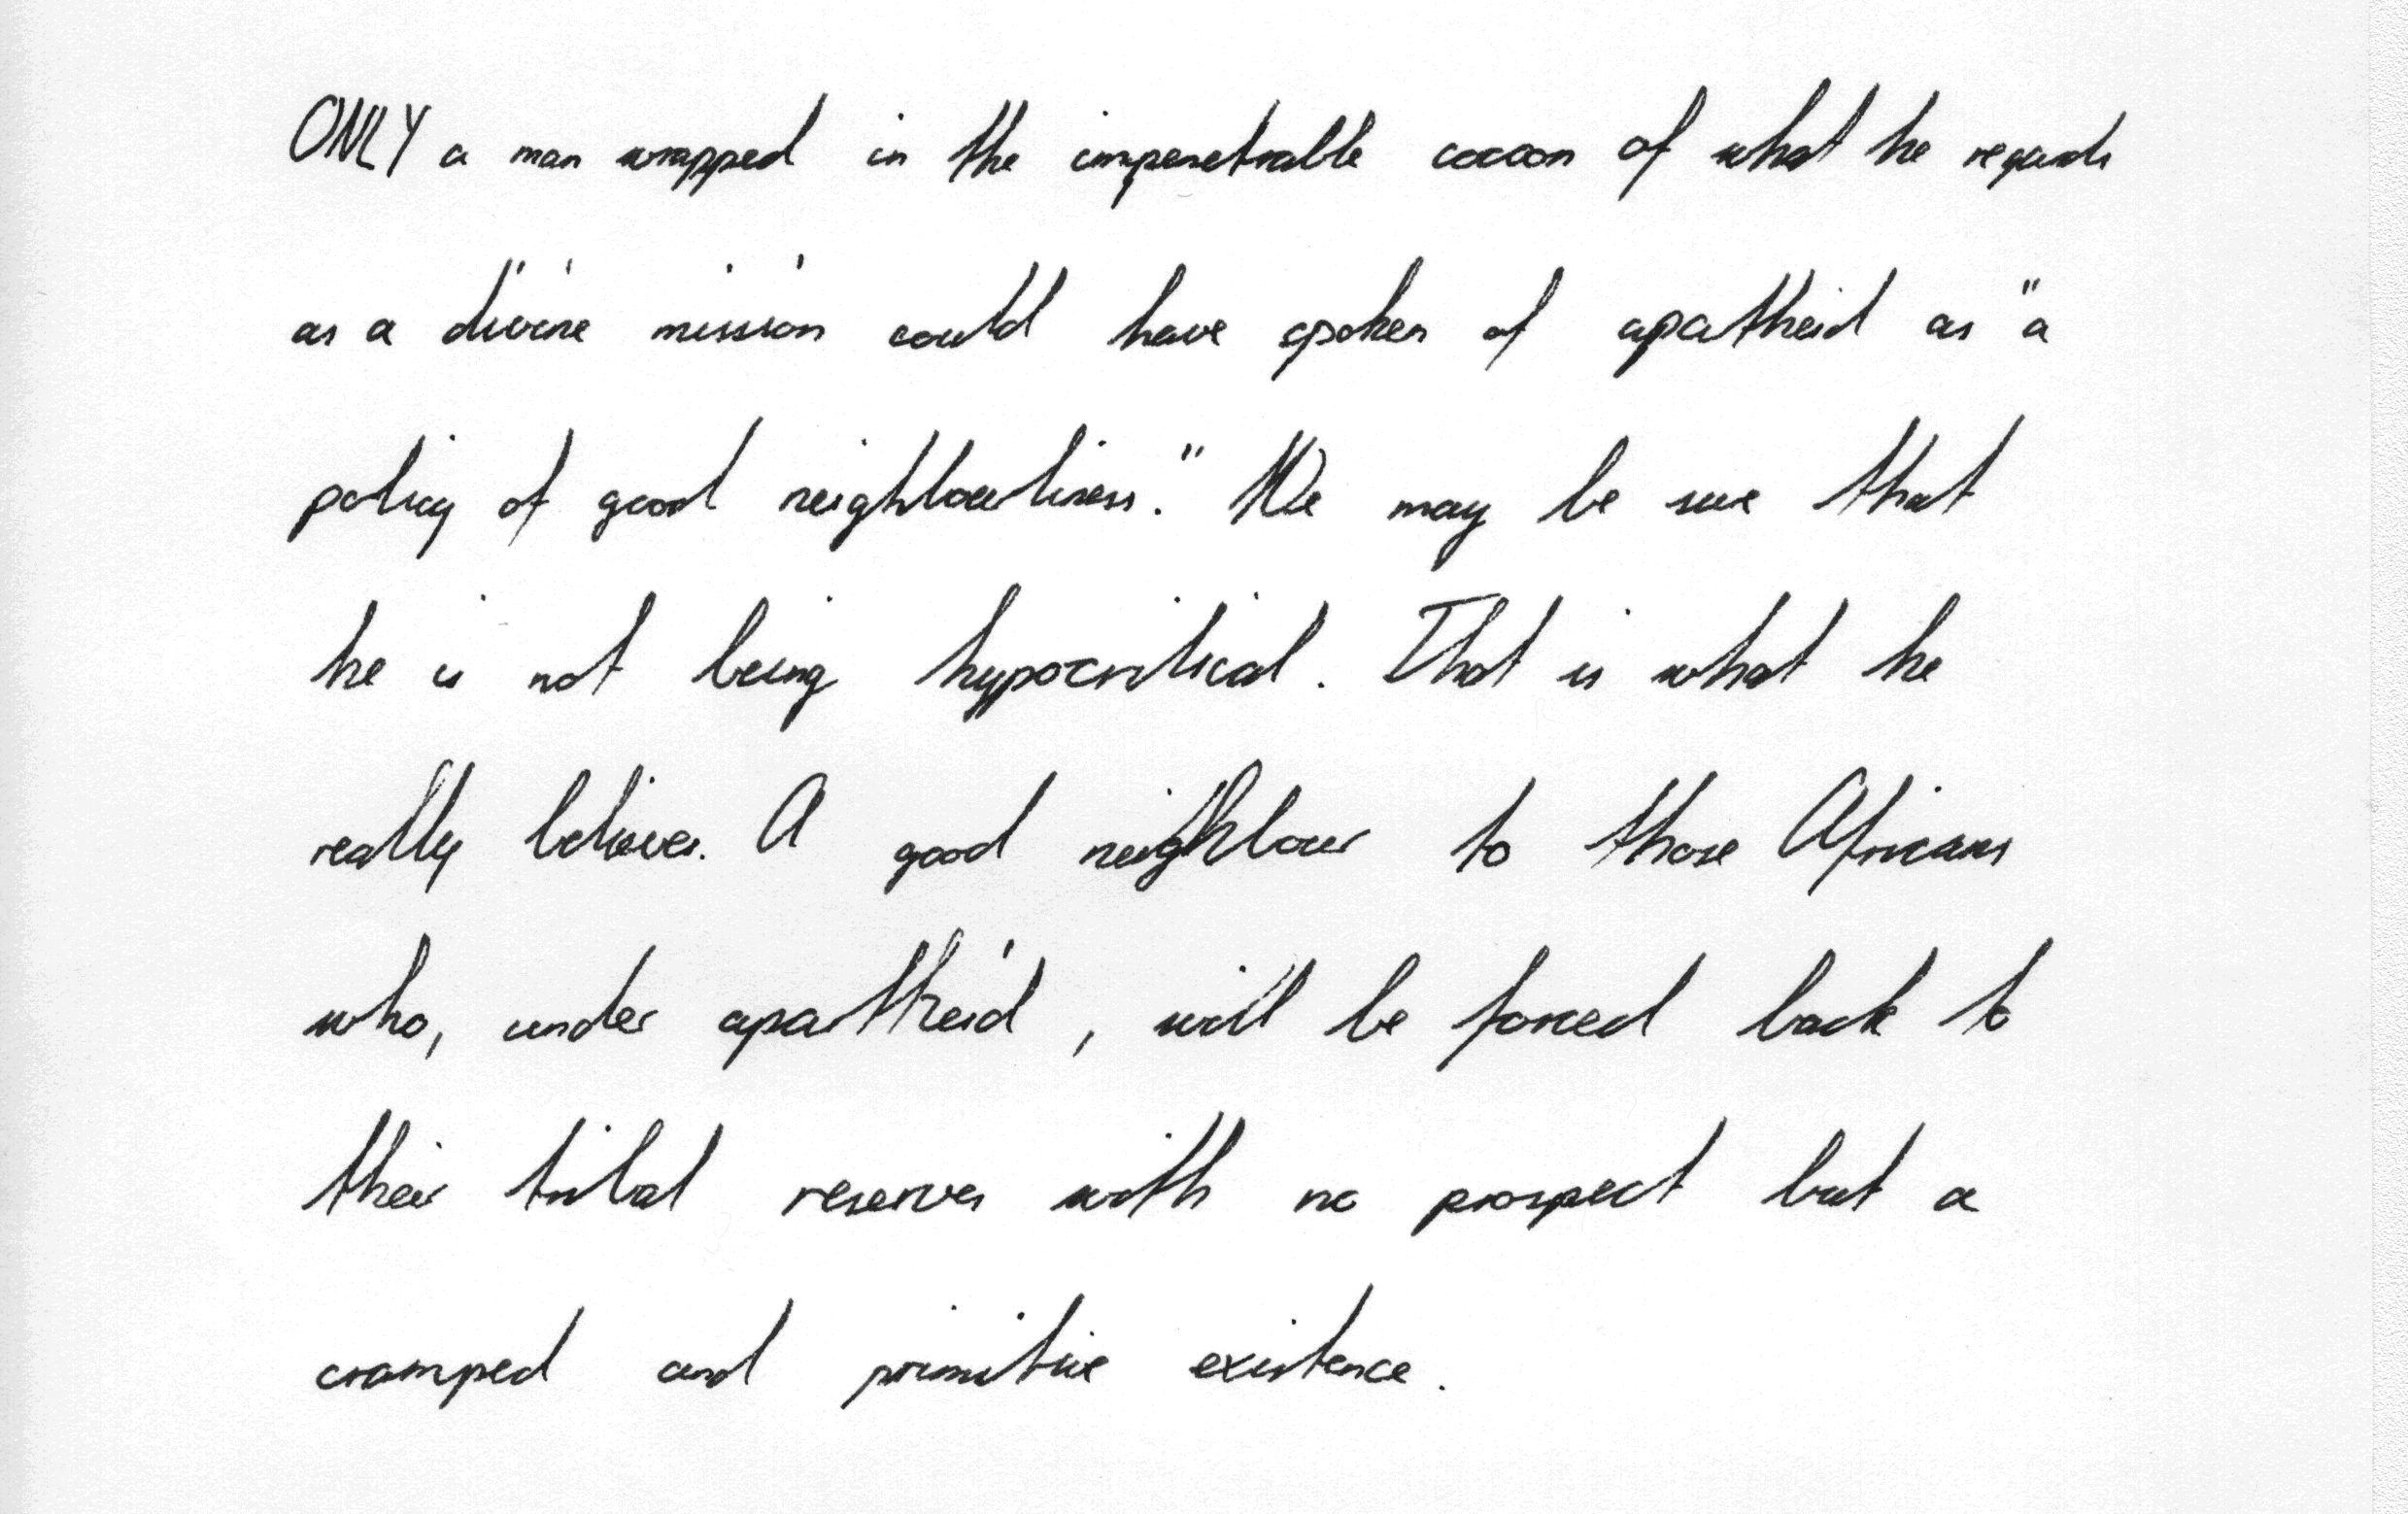 ONLY a man wrapped in the impenetrable cocoon of what he regards
as a divine mission could have spoken of apartheid as "a
policy of good neighbourliness." We may be sure that
he is not being hypocritical. That is what he
really believes. A good neighbour to those Africans
who, under apartheid, will be forced back to
their tribal reserves with no prospect but a
cramped and primitive existence.